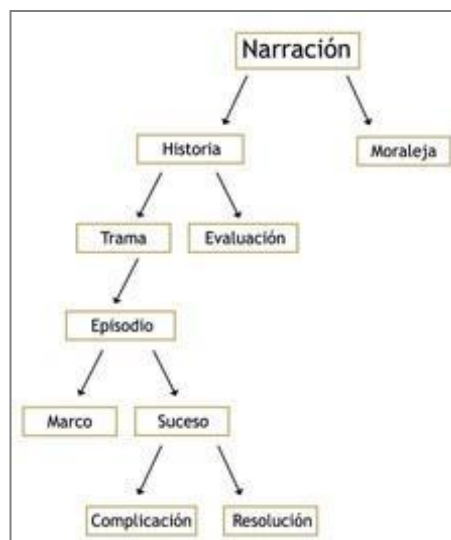 Narración
Historia
Moraleja
Trama
Evaluación
Episodio
Marco
Suceso
Complicación
Resolución